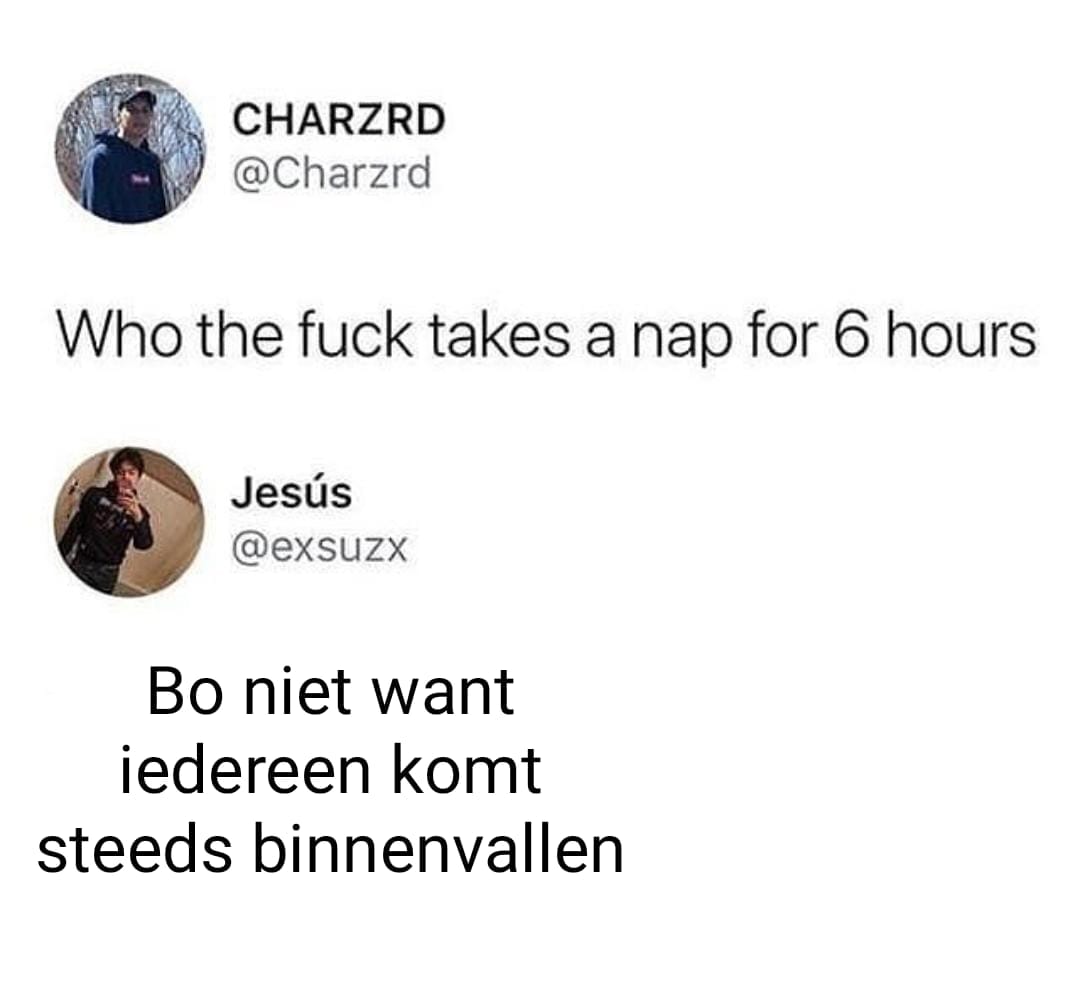 CHARZRD
@Charzrd
Who the fuck takes a nap for 6 hours
Jesús
@exsuzx
Bo niet want
iedereen komt
steeds binnenvallen